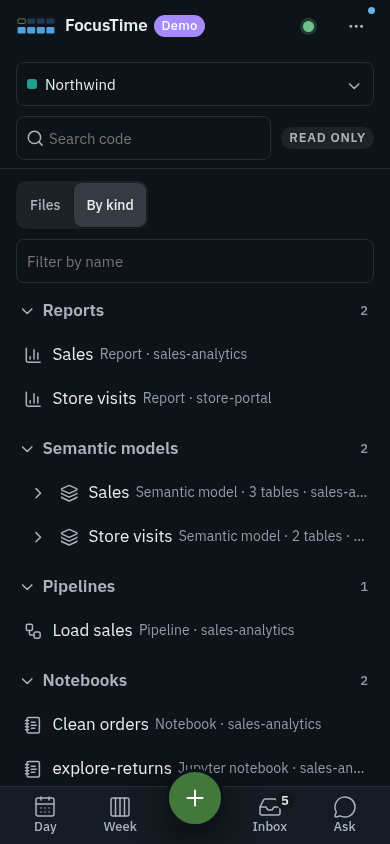 FocusTime Demo
Northwind
Search code READ ONLY
Files By kind
Filter by name
Reports 2
Sales Report · sales-analytics
Store visits Report · store-portal
Semantic models 2
Sales Semantic model · 3 tables · sales-a...
Store visits Semantic model · 2 tables · ...
Pipelines 1
Load sales Pipeline · sales-analytics
Notebooks 2
Clean orders Notebook · sales-analytics
explore-returns Jupyter notebook · sales-an...
5
Day Week Inbox Ask